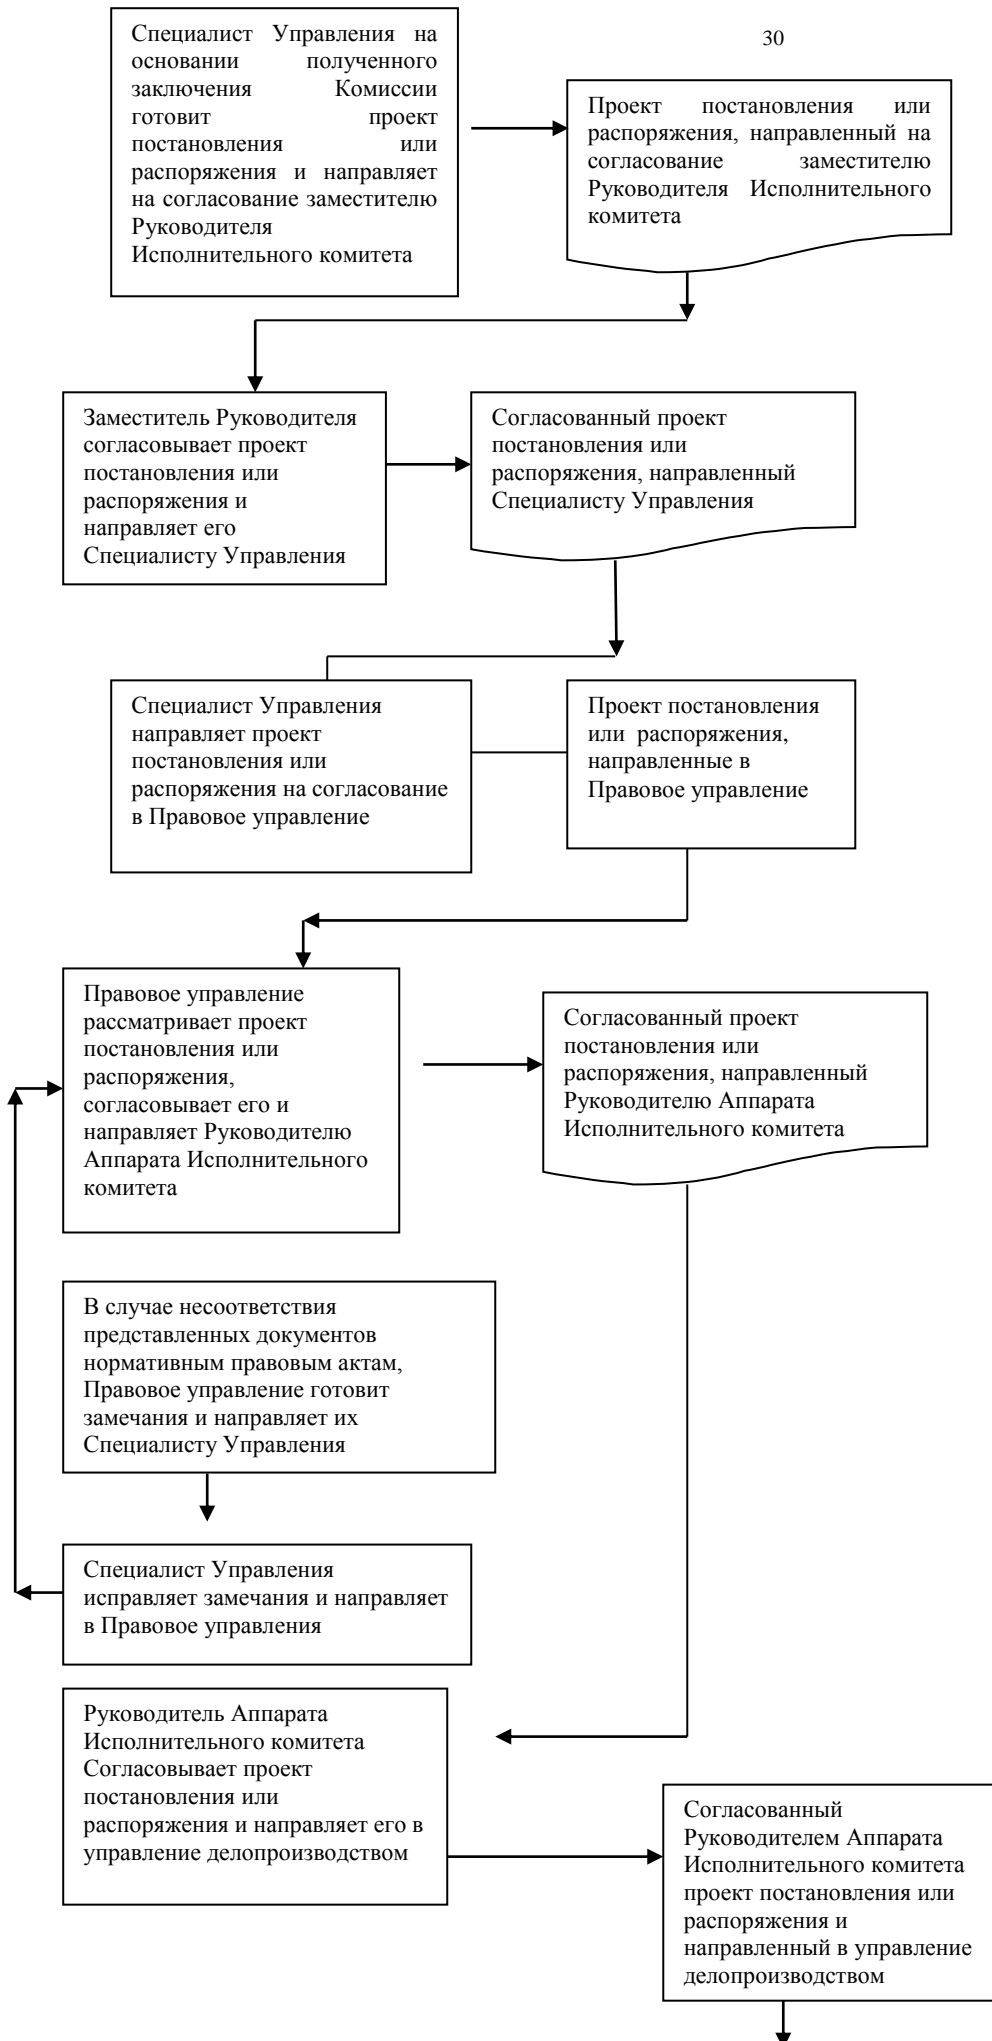 30
Специалист Управления на
основании полученного
заключения Комиссии
готовит проект
постановления или
распоряжения и направляет
на согласование заместителю
Руководителя
Исполнительного комитета
Проект постановления или
распоряжения, направленный на
согласование заместителю
Руководителя Исполнительного
комитета
Заместитель Руководителя
согласовывает проект
постановления или
распоряжения и
направляет его
Специалисту Управления
Согласованный проект
постановления или
распоряжения, направленный
Специалисту Управления
Специалист Управления
направляет проект
постановления или
распоряжения на согласование
в Правовое управление
Проект постановления
или распоряжения,
направленные в
Правовое управление
Правовое управление
рассматривает проект
постановления или
распоряжения,
согласовывает его и
направляет Руководителю
Аппарата Исполнительного
комитета
Согласованный проект
постановления или
распоряжения, направленный
Руководителю Аппарата
Исполнительного комитета
В случае несоответствия
представленных документов
нормативным правовым актам,
Правовое управление готовит
замечания и направляет их
Специалисту Управления
Специалист Управления
исправляет замечания и направляет
в Правовое управления
Руководитель Аппарата
Исполнительного комитета
Согласовывает проект
постановления или
распоряжения и направляет его в
управление делопроизводством
Согласованный
Руководителем Аппарата
Исполнительного комитета
проект постановления или
распоряжения и
направленный в управление
делопроизводством